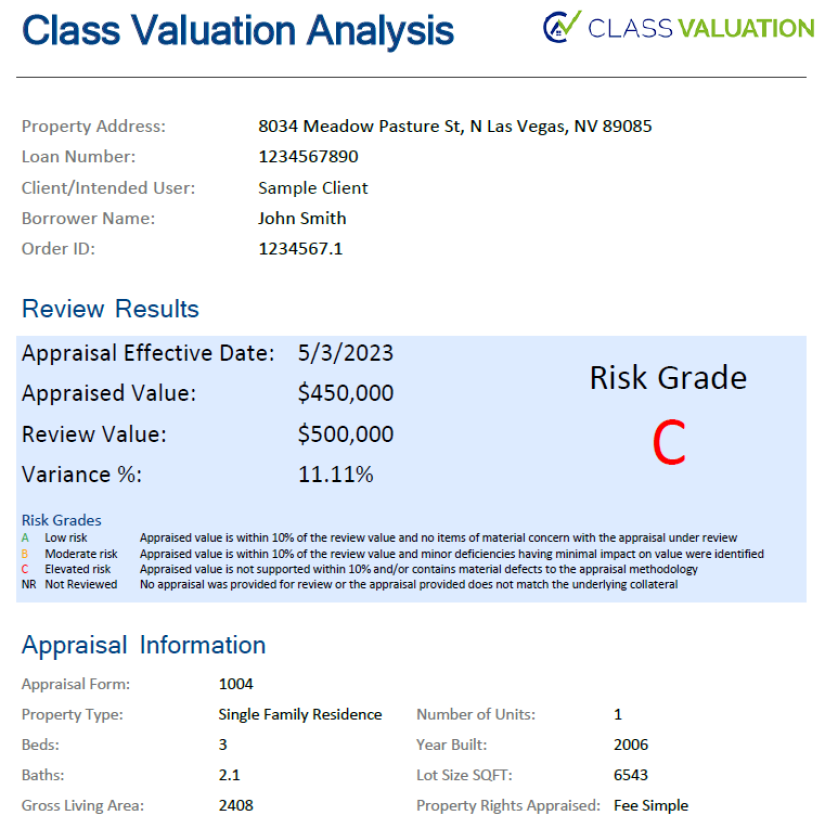 Class Valuation Analysis
CLASS VALUATION
Property Address: 8034 Meadow Pasture St, N Las Vegas, NV 89085
Loan Number: 1234567890
Client/Intended User: Sample Client
Borrower Name: John Smith
Order ID: 1234567.1
Review Results
Appraisal Effective Date: 5/3/2023
Appraised Value: $450,000
Review Value: $500,000
Variance %: 11.11%
Risk Grade
C
Risk Grades
A Low risk Appraised value is within 10% of the review value and no items of material concern with the appraisal under review
B Moderate risk Appraised value is within 10% of the review value and minor deficiencies having minimal impact on value were identified
C Elevated risk Appraised value is not supported within 10% and/or contains material defects to the appraisal methodology
NR Not Reviewed No appraisal was provided for review or the appraisal provided does not match the underlying collateral
Appraisal Information
Appraisal Form: 1004
Property Type: Single Family Residence Number of Units: 1
Beds: 3 Year Built: 2006
Baths: 2.1 Lot Size SQFT: 6543
Gross Living Area: 2408 Property Rights Appraised: Fee Simple